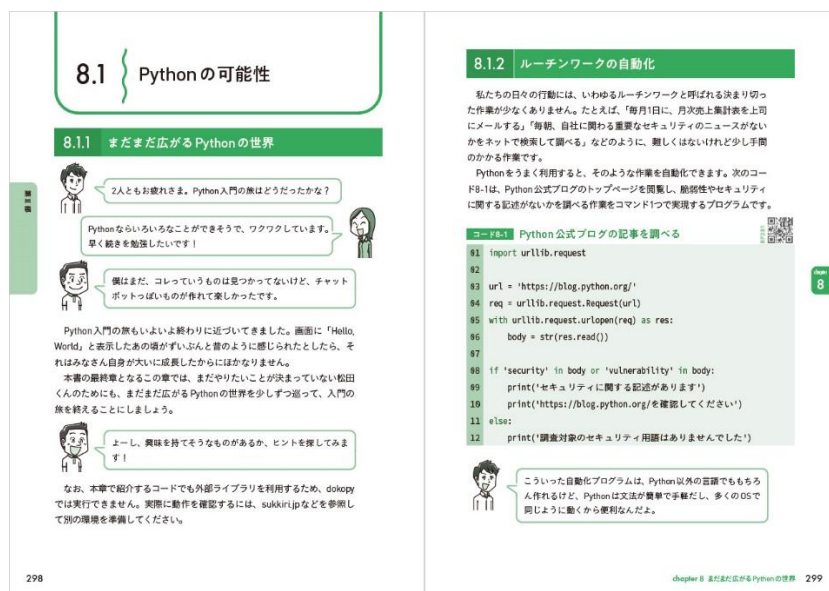 8.1 Pythonの可能性
8.1.1 まだまだ広がるPythonの世界
2人ともお疲れさま。Python入門の旅はどうだったかな？
Pythonならいろいろなことができそうで、ワクワクしています。
早く続きを勉強したいです！
僕はまだ、コレっていうものは見つかってないけど、チャット
ボットっぽいものが作れて楽しかったです。
Python入門の旅もいよいよ終わりに近づいてきました。画面に「Hello,
World」と表示したあの頃がずいぶんと昔のように感じられたとしたら、そ
れはみなさん自身が大いに成長したからにほかなりません。
本書の最終章となるこの章では、まだやりたいことが決まっていない松田
くんのためにも、まだまだ広がるPythonの世界を少しずつ巡って、入門の
旅を終えることにしましょう。
よーし、興味を持てそうなものがあるか、ヒントを探してみま
す！
なお、本章で紹介するコードでも外部ライブラリを利用するため、dokopy
では実行できません。実際に動作を確認するには、sukkiri.jpなどを参照し
て別の環境を準備してください。
298
8.1.2 ルーチンワークの自動化
私たちの日々の行動には、いわゆるルーチンワークと呼ばれる決まり切っ
た作業が少なくありません。たとえば、「毎月1日に、月次売上集計表を上司
にメールする」「毎朝、自社に関わる重要なセキュリティのニュースがない
かをネットで検索して調べる」などのように、難しくはないけれど少し手間
のかかる作業です。
Pythonをうまく利用すると、そのような作業を自動化できます。次のコー
ド8-1は、Python公式ブログのトップページを閲覧し、脆弱性やセキュリティ
に関する記述がないかを調べる作業をコマンド1つで実現するプログラムです。
コード8-1 Python公式ブログの記事を調べる
01 import urllib.request
02
03 url = 'https://blog.python.org/'
04 req = urllib.request.Request(url)
05 with urllib.request.urlopen(req) as res:
06 body = str(res.read())
07
08 if 'security' in body or 'vulnerability' in body:
09 print('セキュリティに関する記述があります')
10 print('https://blog.python.org/を確認してください')
11 else:
12 print('調査対象のセキュリティ用語はありませんでした')
こういった自動化プログラムは、Python以外の言語でももちろ
ん作れるけど、Pythonは文法が簡単で手軽だし、多くのOSで
同じように動くから便利なんだよ。
chapter
8
chapter 8 まだまだ広がるPythonの世界 299